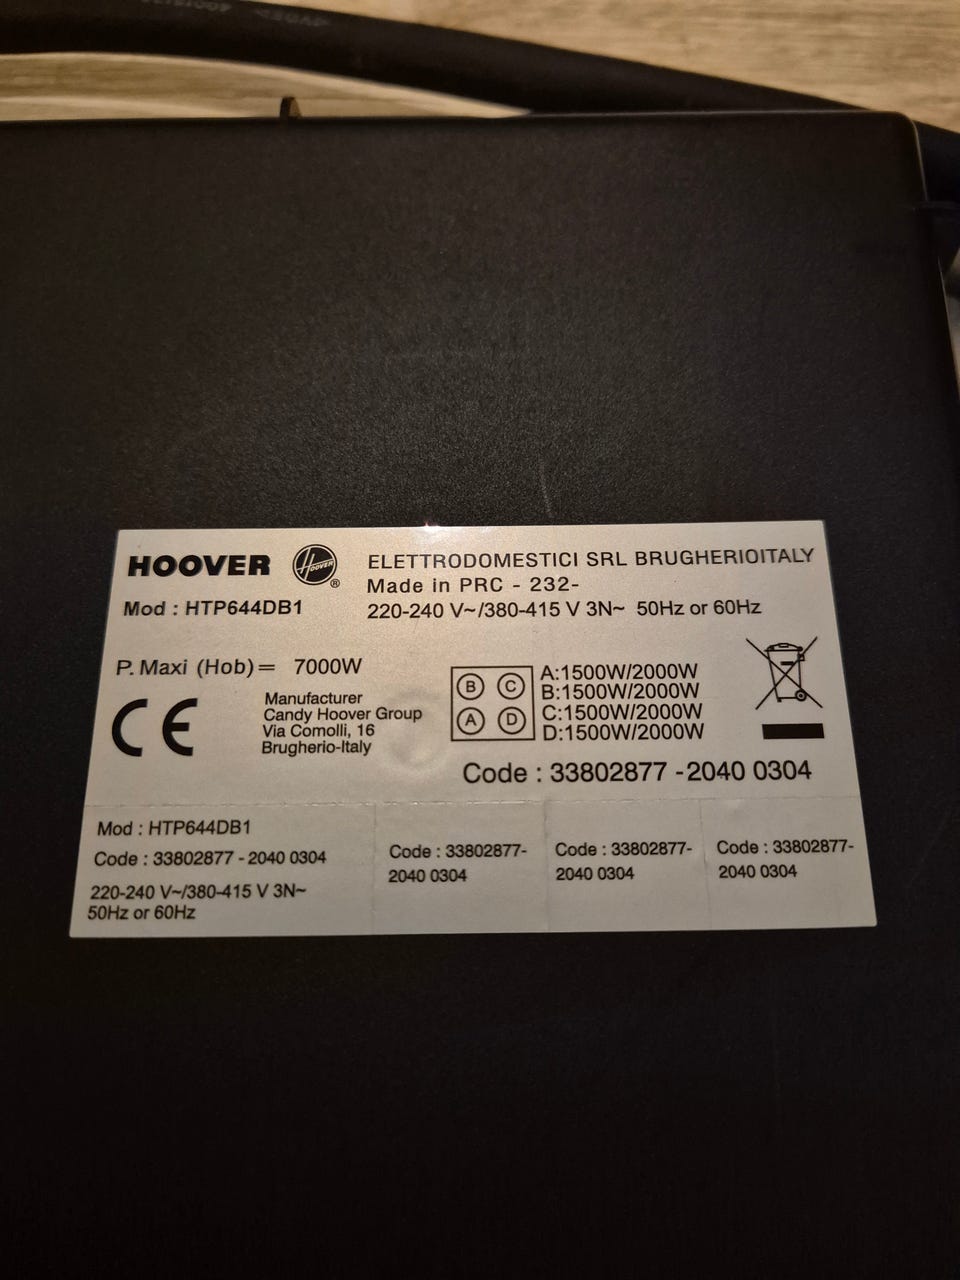 HOOVER HOOVER ® ELETTRODOMESTICI SRL BRUGHERIOITALY
Made in PRC - 232-
Mod : HTP644DB1 220-240 V~/380-415 V 3N~ 50Hz or 60Hz
P. Maxi (Hob) = 7000W
CE
Manufacturer
Candy Hoover Group
Via Comolli, 16
Brugherio-Italy
B C
A D
A:1500W/2000W
B:1500W/2000W
C:1500W/2000W
D:1500W/2000W
Code : 33802877 -2040 0304
Mod : HTP644DB1
Code : 33802877 - 2040 0304
220-240 V~/380-415 V 3N~
50Hz or 60Hz
Code : 33802877-
2040 0304
Code : 33802877-
2040 0304
Code : 33802877-
2040 0304